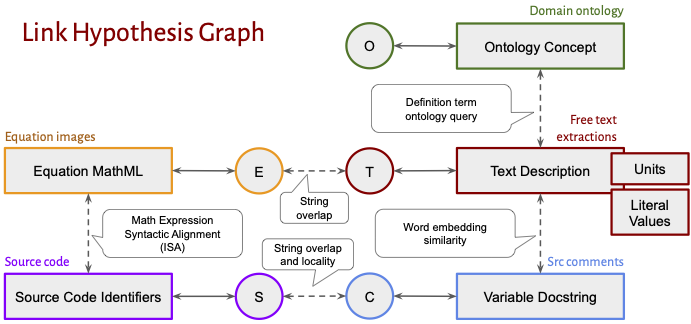 Link Hypothesis Graph
Domain ontology
O
Ontology Concept
Definition term
ontology query
Equation images
Free text
extractions
Equation MathML
E
T
Text Description
Units
String
overlap
Literal
Values
Math Expression
Syntactic Alignment
(ISA)
Word embedding
similarity
String overlap
and locality
Source code
Src comments
Source Code Identifiers
S
C
Variable Docstring